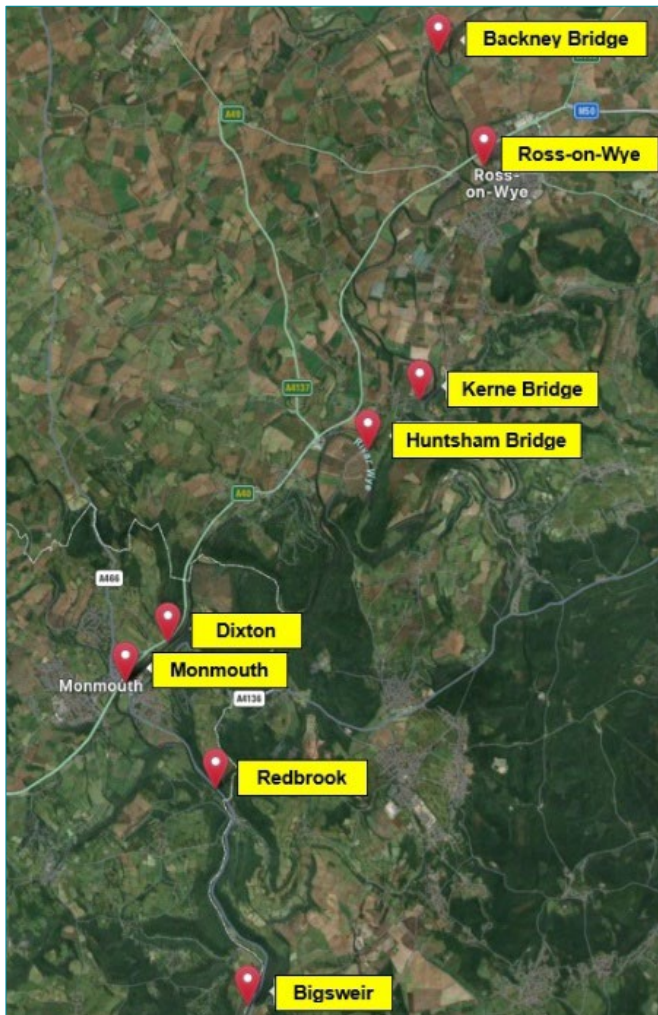 Backney Bridge
A49
M50
Ross-on-Wye
Ross-
on-Wye
A4137
Kerne Bridge
Huntsham Bridge
River Wye
A40
A466
Dixton
Monmouth
Monmouth
A4136
Redbrook
Bigsweir